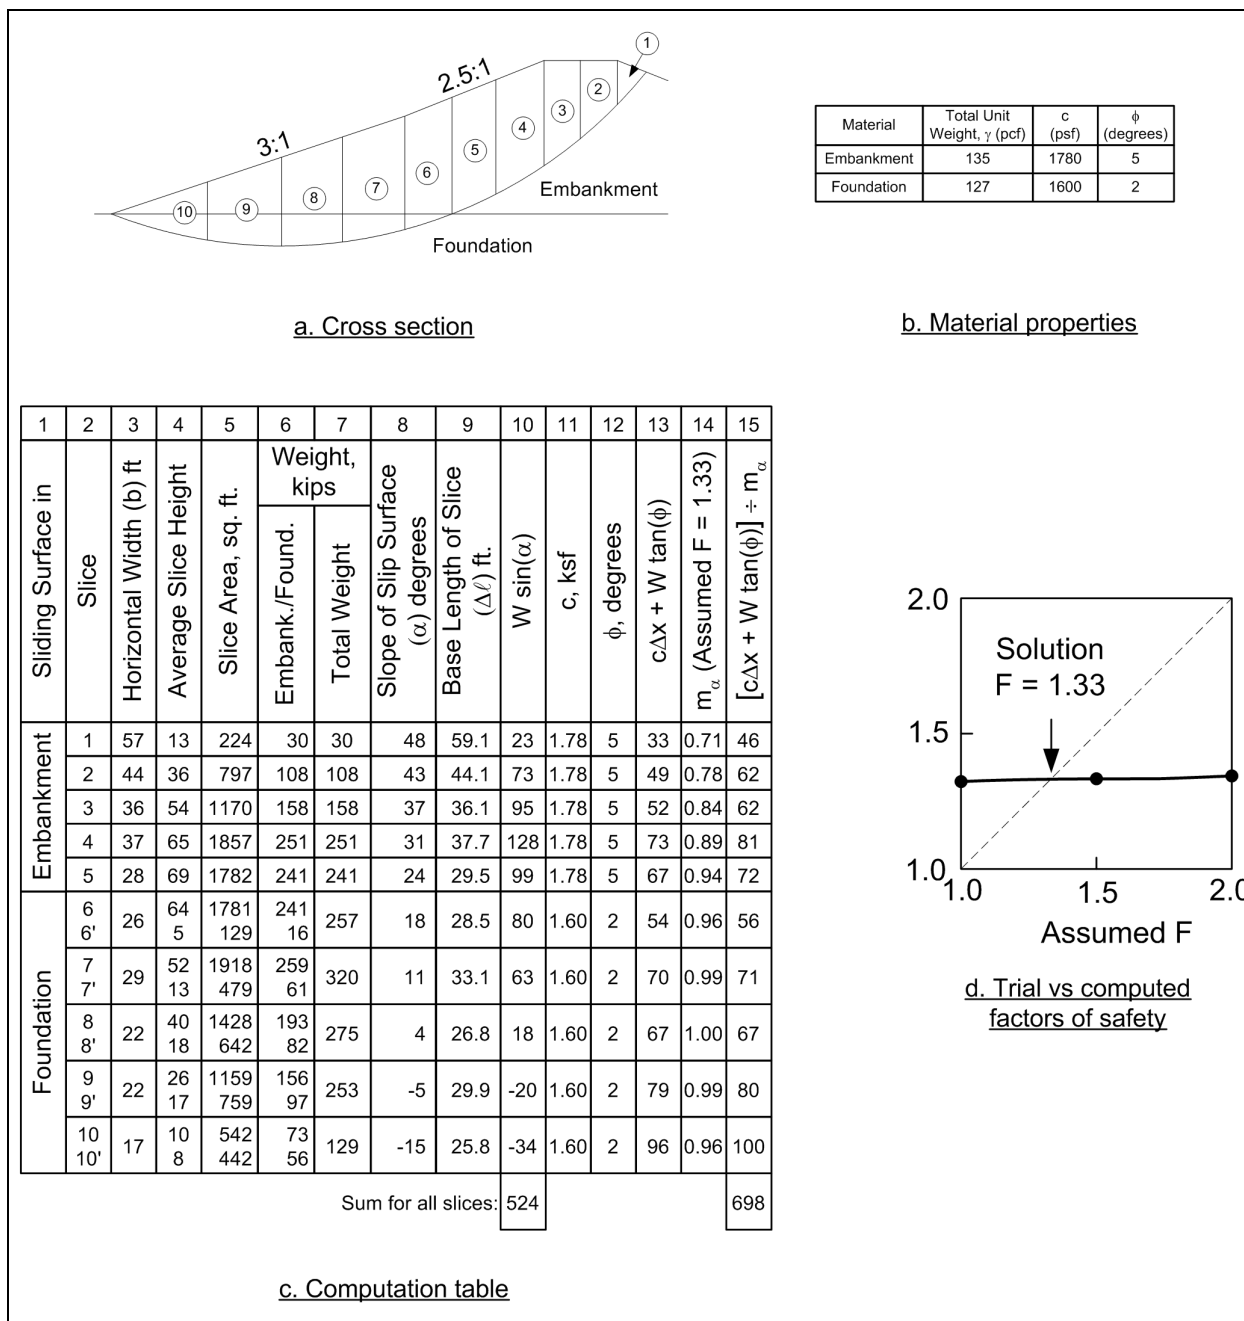 1
2.5:1
2
3
4
3:1
5
6
7
8
9
10
Embankment
Foundation
a. Cross section
Material Total Unit Weight, γ (pcf) c (psf) ϕ (degrees)
Embankment 135 1780 5
Foundation 127 1600 2
b. Material properties
1 2 3 4 5 6 7 8 9 10 11 12 13 14 15
Sliding Surface in
Slice
Horizontal Width (b) ft
Average Slice Height
Slice Area, sq. ft.
Weight,
kips
Embank./Found.
Total Weight
Slope of Slip Surface
(α) degrees
Base Length of Slice
(Δℓ) ft.
W sin(α)
c, ksf
ϕ, degrees
cΔx + W tan(ϕ)
mα (Assumed F = 1.33)
[cΔx + W tan(ϕ)] ÷ mα
Embankment
1 57 13 224 30 30 48 59.1 23 1.78 5 33 0.71 46
2 44 36 797 108 108 43 44.1 73 1.78 5 49 0.78 62
3 36 54 1170 158 158 37 36.1 95 1.78 5 52 0.84 62
4 37 65 1857 251 251 31 37.7 128 1.78 5 73 0.89 81
5 28 69 1782 241 241 24 29.5 99 1.78 5 67 0.94 72
Foundation
6 64 1781 241
26 257 18 28.5 80 1.60 2 54 0.96 56
6' 5 129 16
7 52 1918 259
29 320 11 33.1 63 1.60 2 70 0.99 71
7' 13 479 61
8 40 1428 193
22 275 4 26.8 18 1.60 2 67 1.00 67
8' 18 642 82
9 26 1159 156
22 253 -5 29.9 -20 1.60 2 79 0.99 80
9' 17 759 97
10 10 542 73
17 129 -15 25.8 -34 1.60 2 96 0.96 100
10' 8 442 56
Sum for all slices: 524 698
c. Computation table
2.0
Solution
F = 1.33
1.5
1.0
1.0 1.5 2.0
Assumed F
d. Trial vs computed
factors of safety